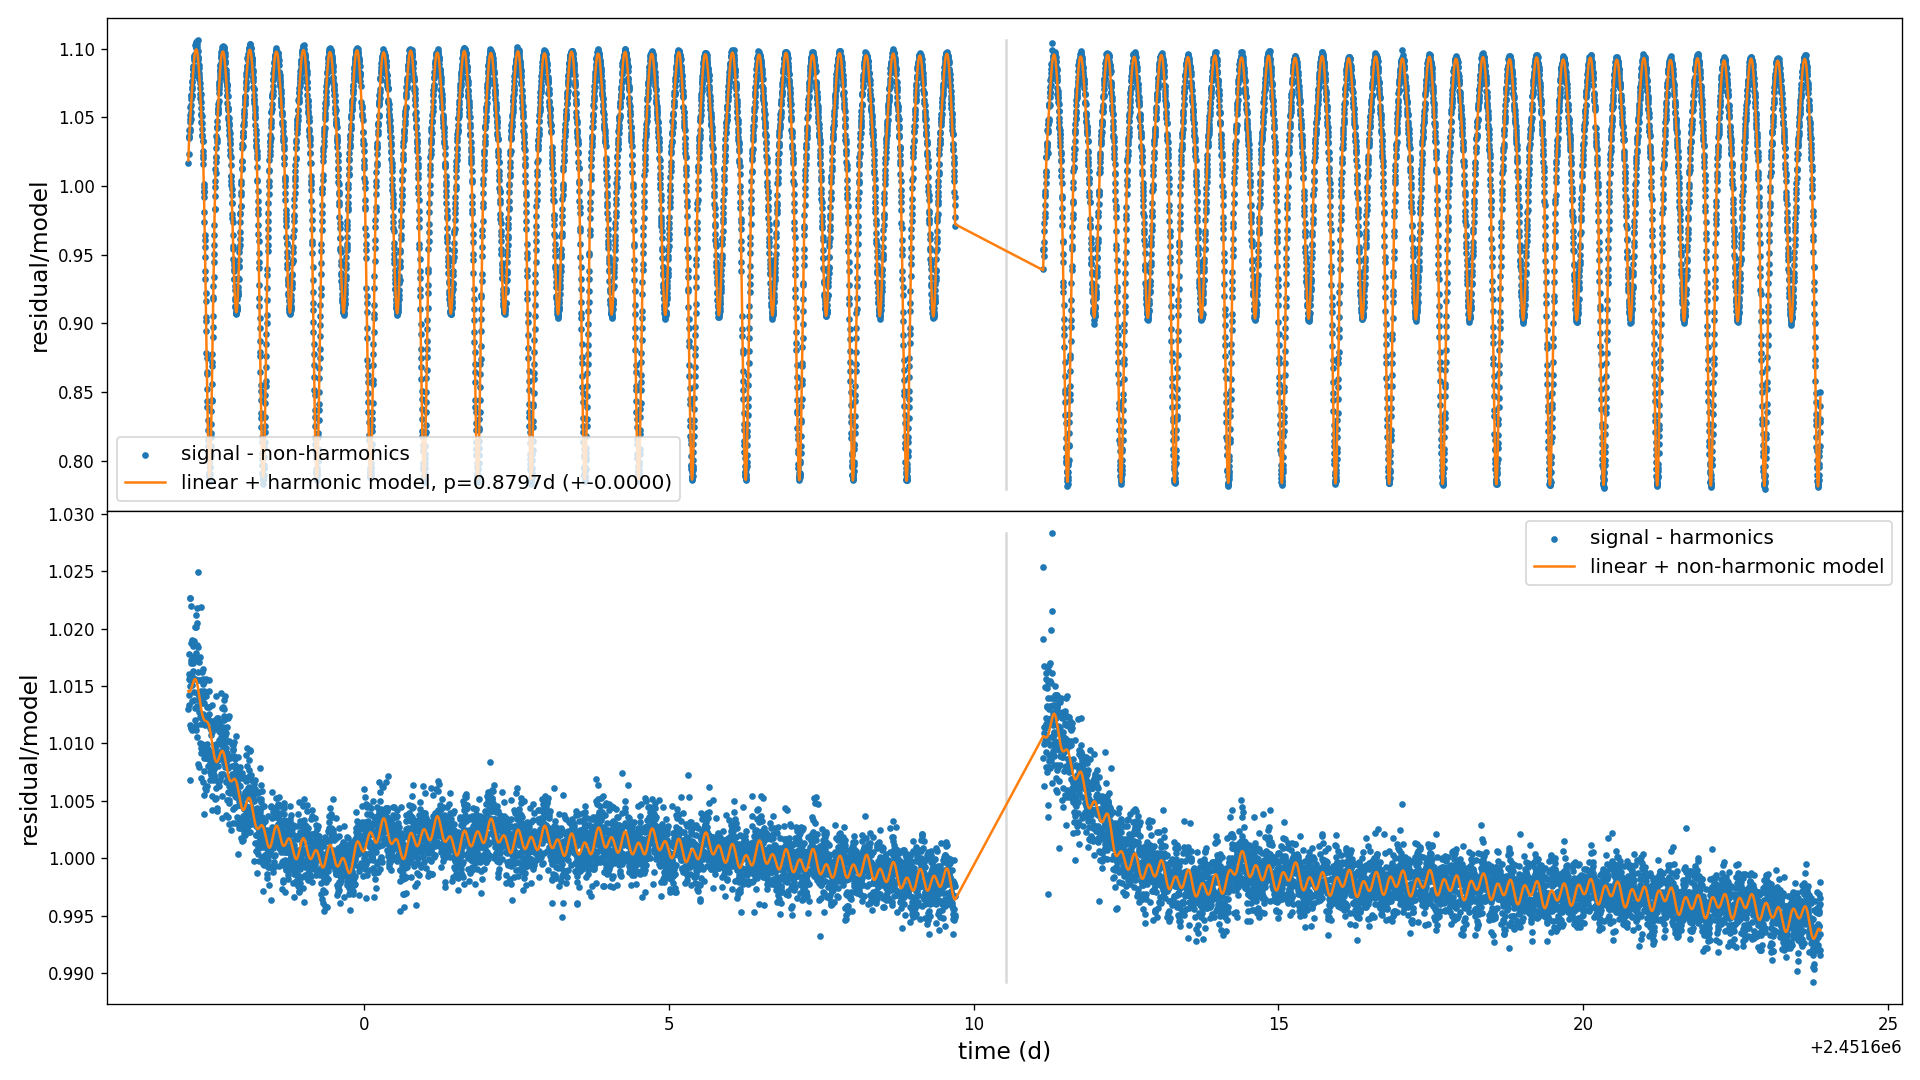 residual/model
1.10
1.05
1.00
0.95
0.90
0.85
0.80
signal - non-harmonics
linear + harmonic model, p=0.8797d (+-0.0000)
residual/model
1.030
1.025
1.020
1.015
1.010
1.005
1.000
0.995
0.990
signal - harmonics
linear + non-harmonic model
0 5 10 15 20 25
time (d)
+2.4516e6